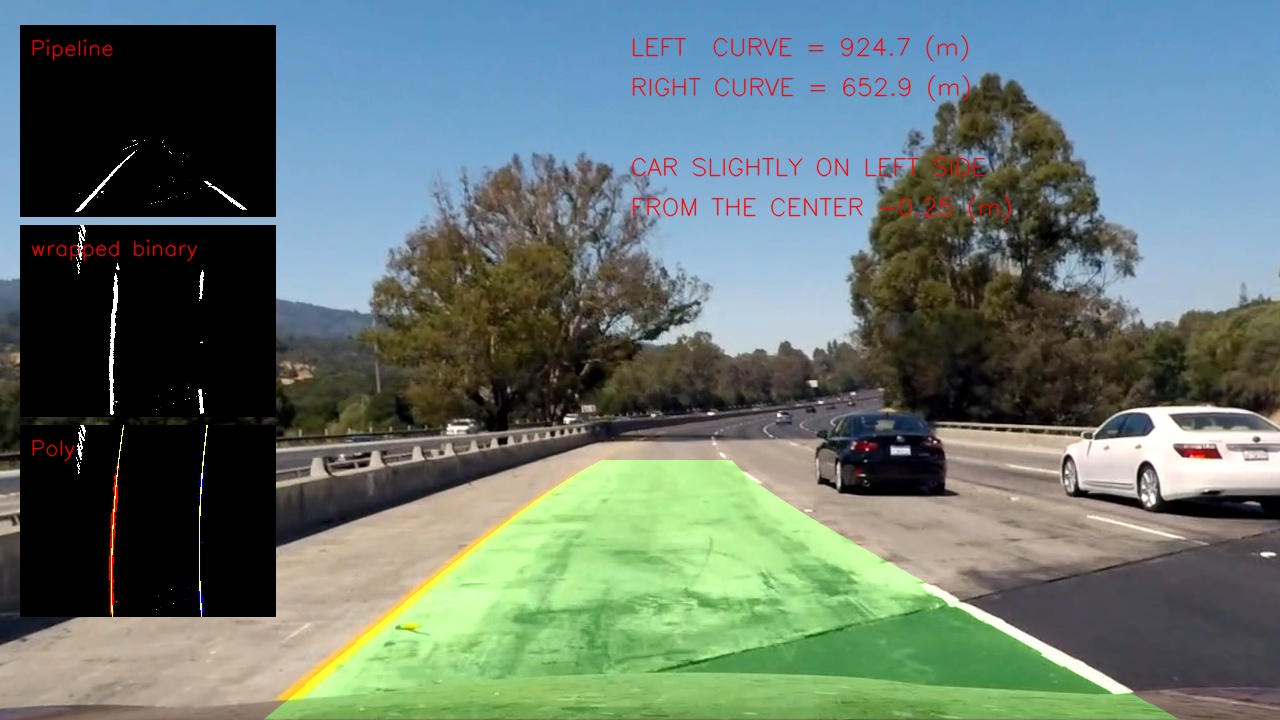 Pipeline
LEFT CURVE = 924.7 (m)
RIGHT CURVE = 652.9 (m)
CAR SLIGHTLY ON LEFT SIDE
FROM THE CENTER -0.25 (m)
wrapped binary
Poly